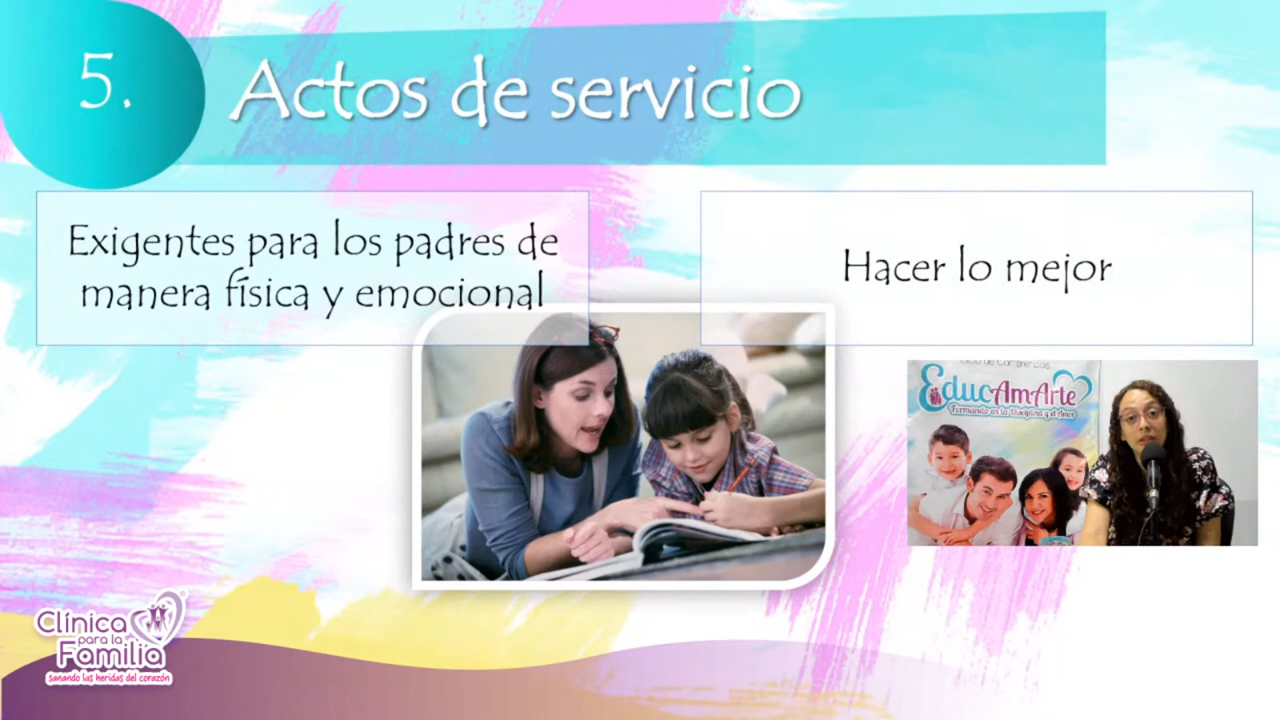 5.
Actos de servicio
Exigentes para los padres de
manera física y emocional
Hacer lo mejor
EducAmArte
Formando en la Disciplina y el Amor
Clínica
para la
Familia
sanando las heridas del corazón